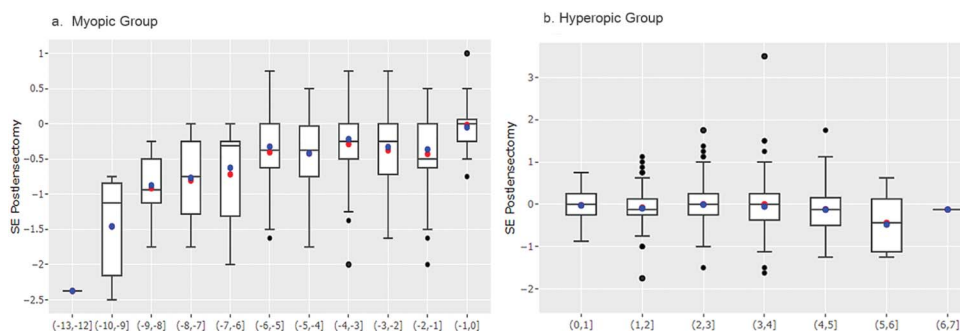 a. Myopic Group
SE Postlensectomy
1
0.5
0
-0.5
-1
-1.5
-2
-2.5
(-13,-12] (-10,-9] (-9,-8] (-8,-7] (-7,-6] (-6,-5] (-5,-4] (-4,-3] (-3,-2] (-2,-1] (-1,0]
b. Hyperopic Group
SE Postlensectomy
3
2
1
0
−1
−2
(0,1] (1,2] (2,3] (3,4] (4,5] (5,6] (6,7]